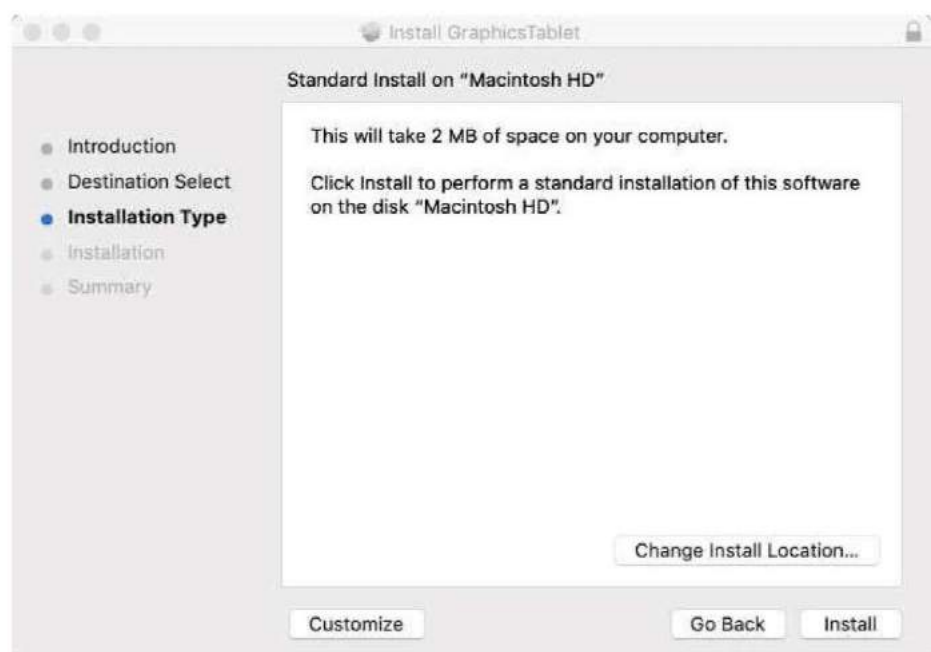 Install GraphicsTablet
Standard Install on "Macintosh HD"
Introduction
Destination Select
Installation Type
Installation
Summary
This will take 2 MB of space on your computer.
Click Install to perform a standard installation of this software
on the disk "Macintosh HD".
Change Install Location...
Customize
Go Back
Install